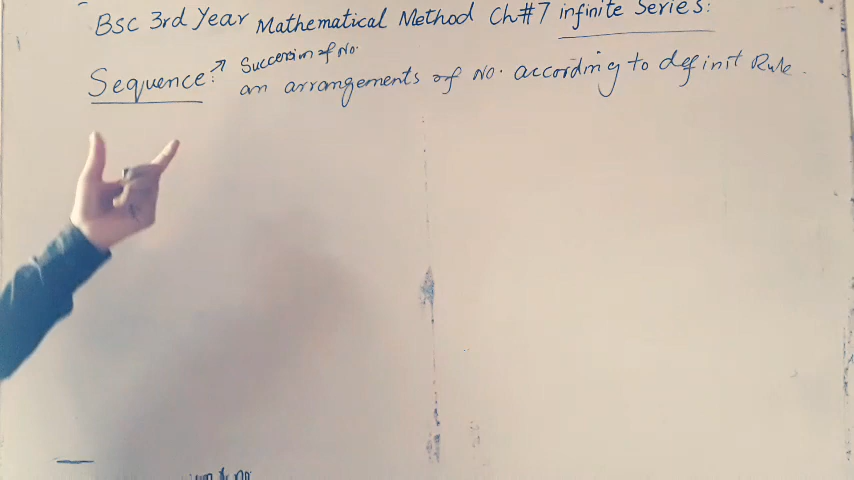 Bsc 3rd Year Mathematical Method Ch#7 infinite Series:
Succession of No.
Sequence: an arrangements of No. according to definit Rule.